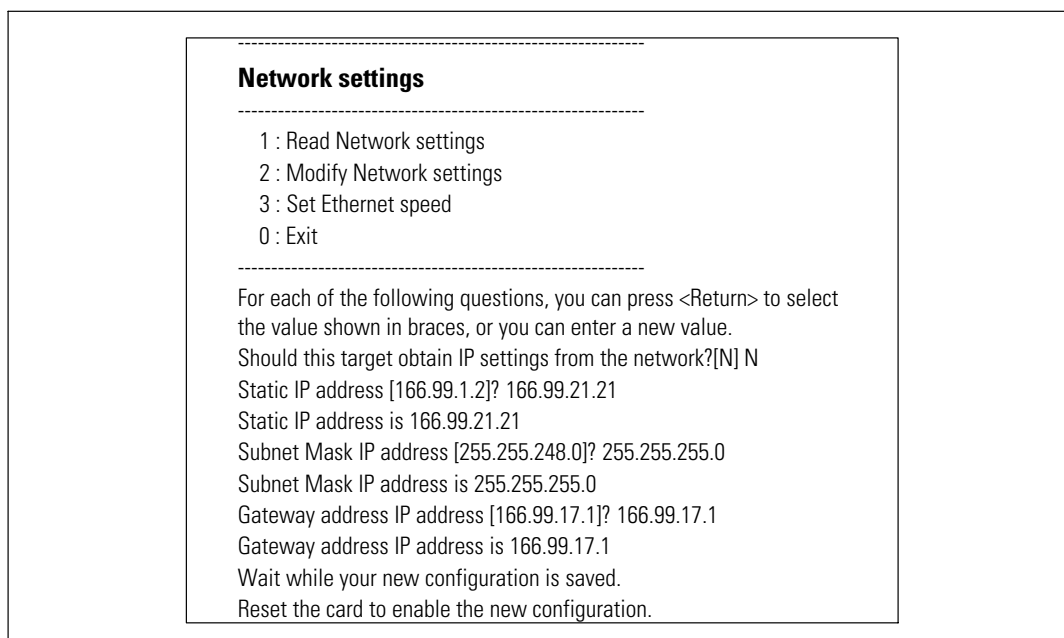 -------------------------------------------------------------
Network settings
-------------------------------------------------------------
1 : Read Network settings
2 : Modify Network settings
3 : Set Ethernet speed
0 : Exit
-------------------------------------------------------------
For each of the following questions, you can press <Return> to select
the value shown in braces, or you can enter a new value.
Should this target obtain IP settings from the network?[N] N
Static IP address [166.99.1.2]? 166.99.21.21
Static IP address is 166.99.21.21
Subnet Mask IP address [255.255.248.0]? 255.255.255.0
Subnet Mask IP address is 255.255.255.0
Gateway address IP address [166.99.17.1]? 166.99.17.1
Gateway address IP address is 166.99.17.1
Wait while your new configuration is saved.
Reset the card to enable the new configuration.